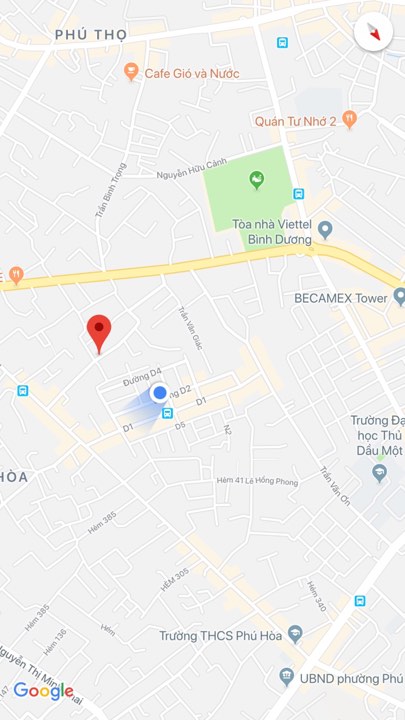 PHÚ THỌ
Cafe Gió và Nước
Quán Tư Nhớ 2
Nguyễn Hữu Cảnh
Trần Bình Trọng
Tòa nhà Viettel
Bình Dương
E
BECAMEX Tower
Trần Văn Giác
Đường D4
D2
D1
D1
D5
N2
Trường Đại
học Thủ
Dầu Một
HÒA
Hẻm 41 Lê Hồng Phong
Trần Văn Ơn
Hẻm 385
HẺM 305
Hẻm 340
Hẻm 385
Hẻm 136
Hẻm
Trường THCS Phú Hòa
UBND phường Phú
Nguyễn Thị Minh Khai
147
Google